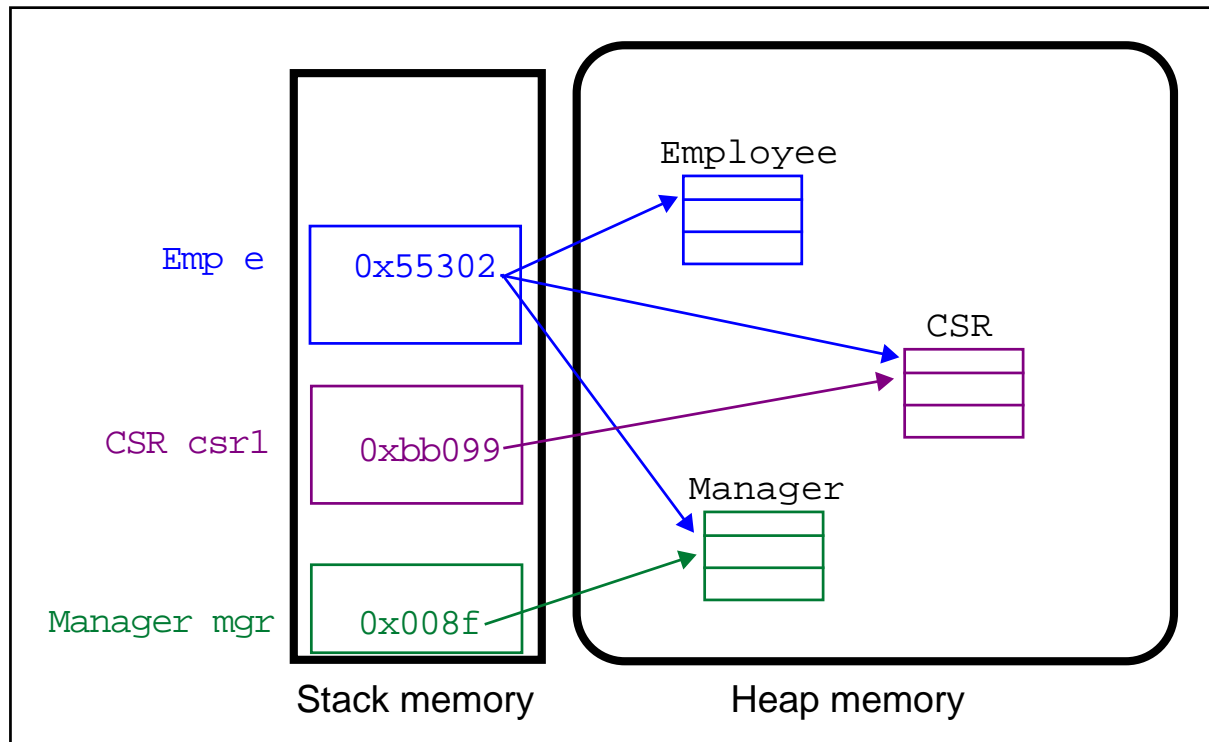 Employee
Emp e 0x55302
CSR
CSR csr1 0xbb099
Manager
Manager mgr 0x008f
Stack memory Heap memory